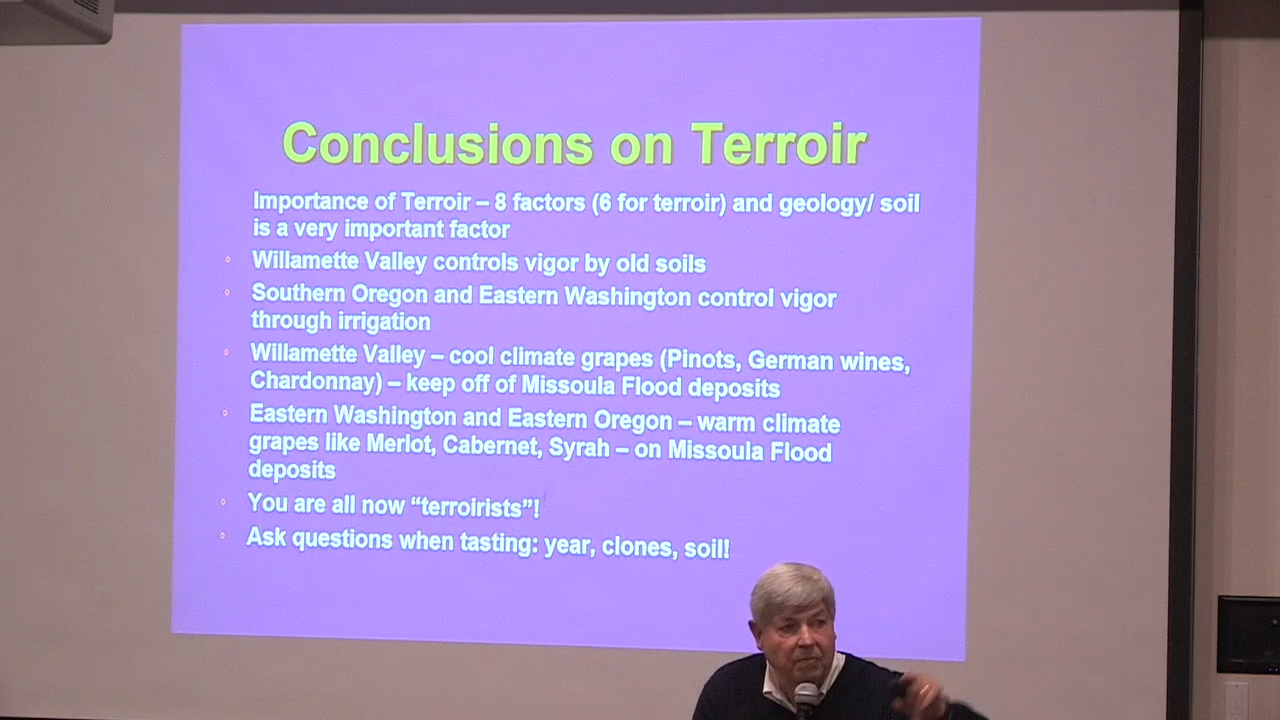 Conclusions on Terroir
Importance of Terroir – 8 factors (6 for terroir) and geology/ soil
is a very important factor
Willamette Valley controls vigor by old soils
Southern Oregon and Eastern Washington control vigor
through irrigation
Willamette Valley – cool climate grapes (Pinots, German wines,
Chardonnay) – keep off of Missoula Flood deposits
Eastern Washington and Eastern Oregon – warm climate
grapes like Merlot, Cabernet, Syrah – on Missoula Flood
deposits
You are all now “terroirists”!
Ask questions when tasting: year, clones, soil!